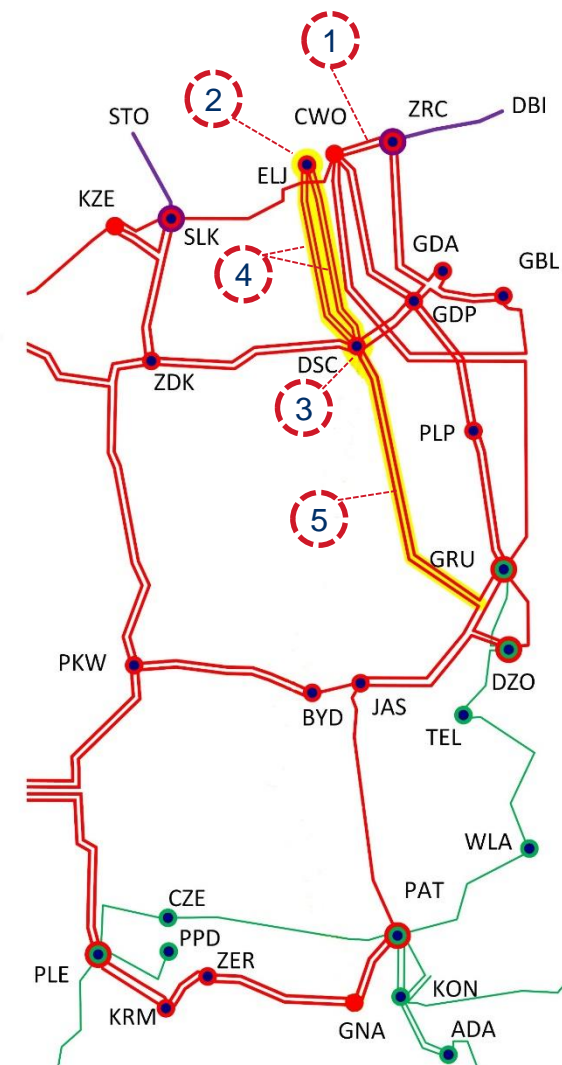 1
2
CWO
ZRC
DBI
STO
ELJ
KZE
SLK
GDA
GBL
4
GDP
DSC
ZDK
3
PLP
5
GRU
PKW
DZO
BYD
JAS
TEL
WLA
PAT
CZE
PPD
ZER
PLE
KON
KRM
GNA
ADA